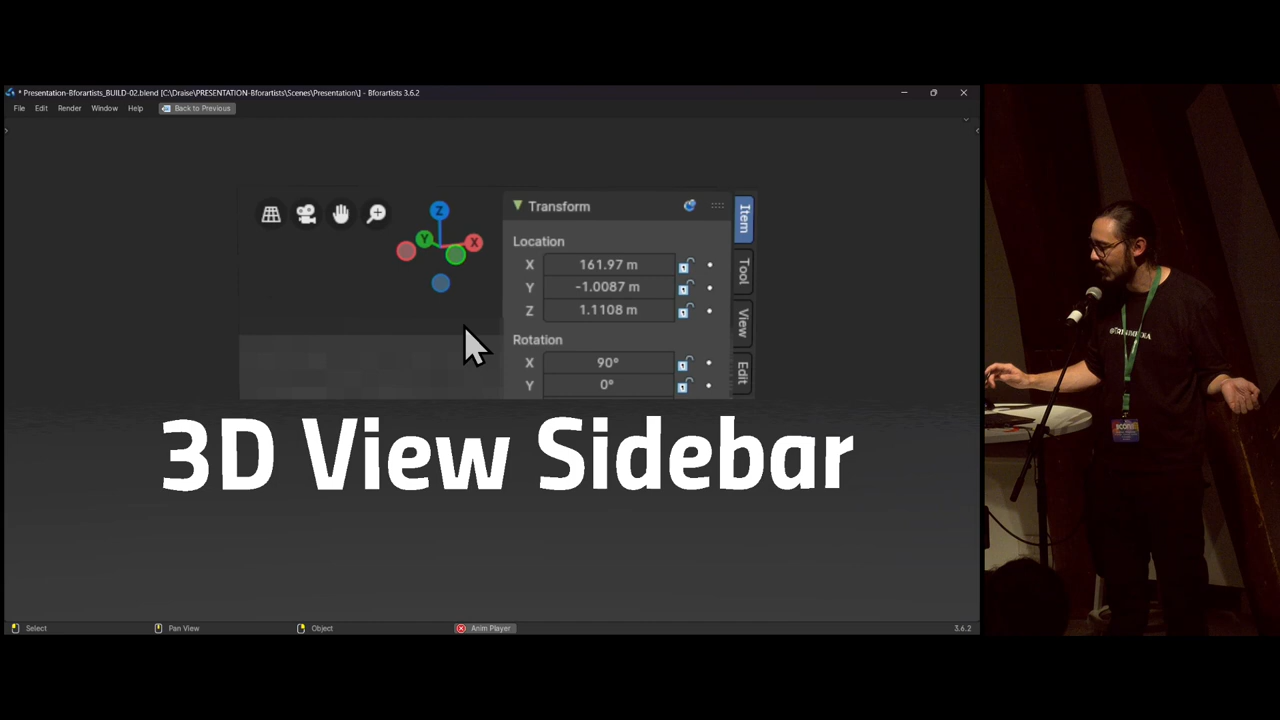 * Presentation-Bforartists_BUILD-02.blend [C:\Draise\PRESENTATION-Bforartists\Scenes\Presentation\] - Bforartists 3.6.2
File Edit Render Window Help Back to Previous
Transform
Item
Location
X 161.97 m
Y -1.0087 m
Z 1.1108 m
Rotation
X 90°
Y 0°
Tool
View
Edit
Z
Y
X
3D View Sidebar
Select Pan View Object Anim Player 3.6.2